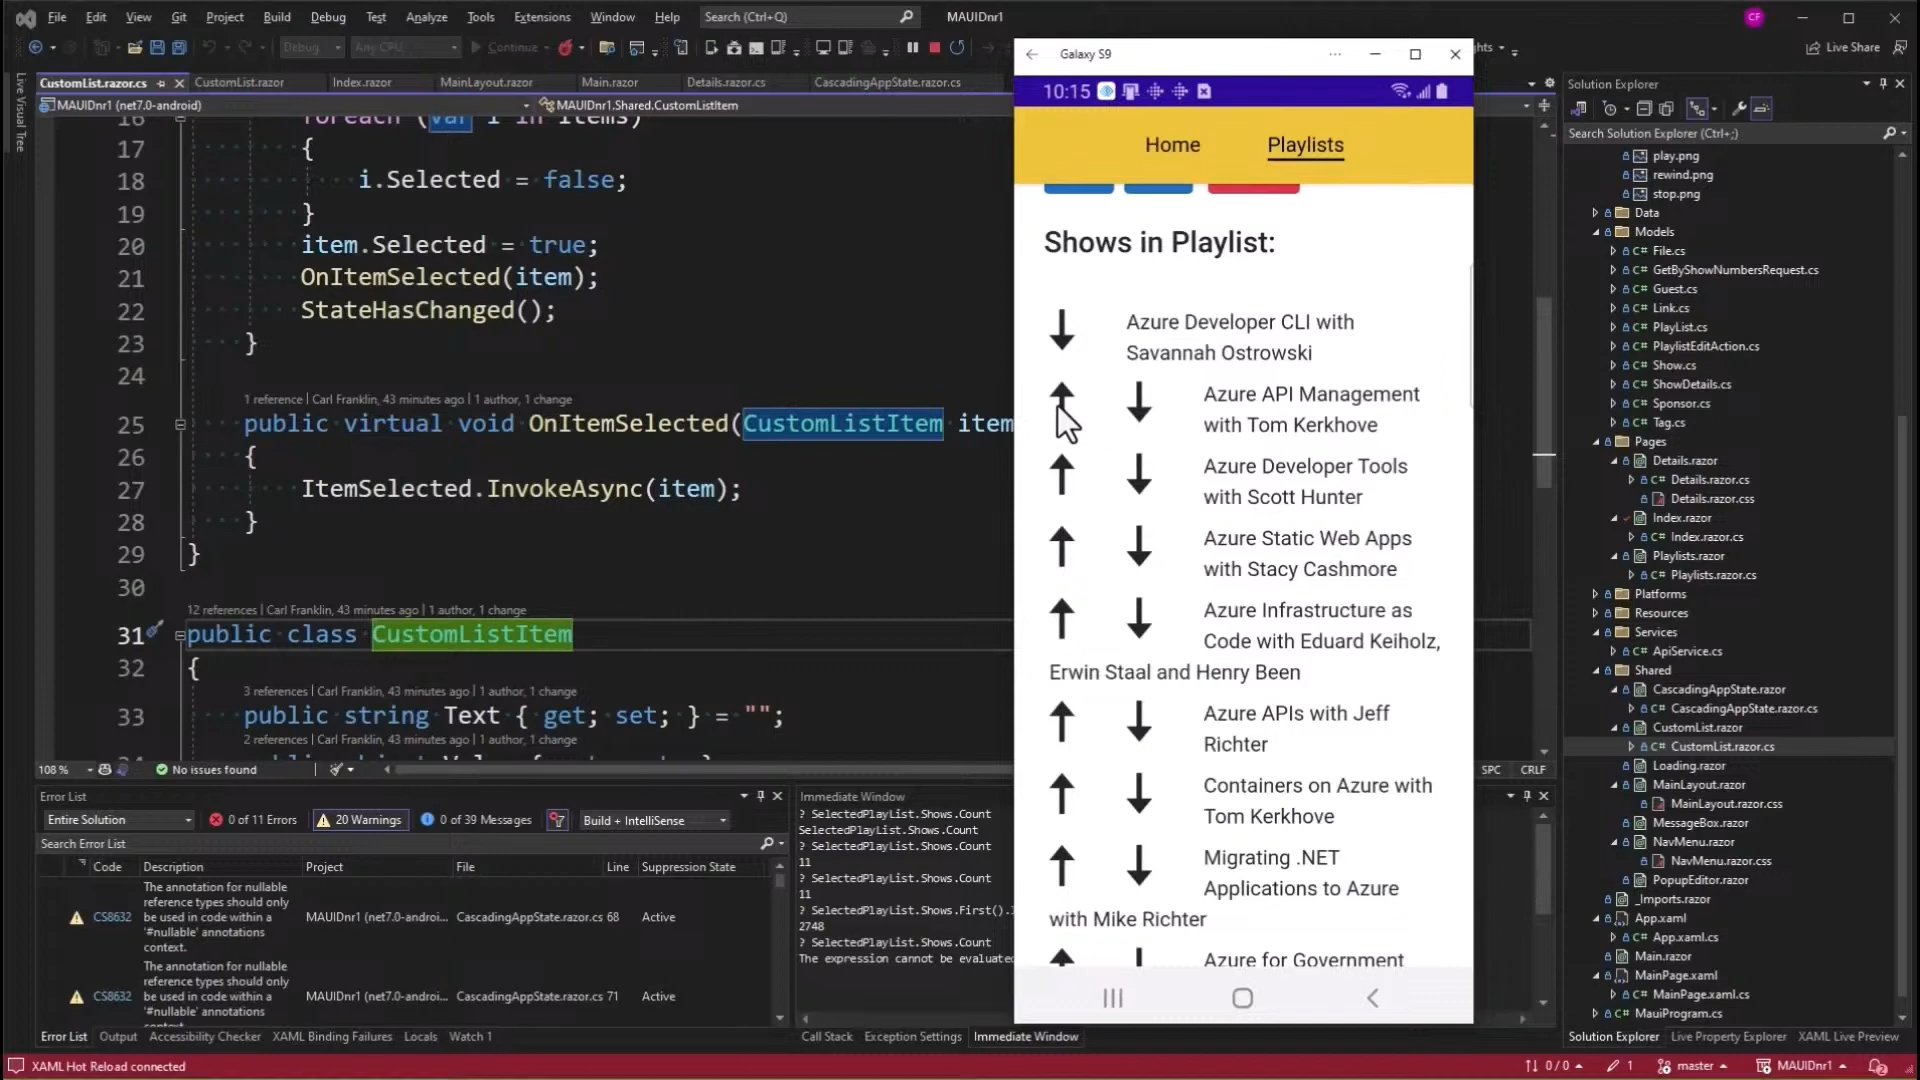 File Edit View Git Project Build Debug Test Analyze Tools Extensions Window Help Search (Ctrl+Q) MAUIDnr1 CF
Debug Any CPU Continue Live Share
Live Visual Tree
CustomList.razor.cs CustomList.razor Index.razor MainLayout.razor Main.razor Details.razor.cs CascadingAppState.razor.cs
MAUIDnr1 (net7.0-android) MAUIDnr1.Shared.CustomListItem
16 foreach (var i in Items)
17 {
18 i.Selected = false;
19 }
20 item.Selected = true;
21 OnItemSelected(item);
22 StateHasChanged();
23 }
24
1 reference | Carl Franklin, 43 minutes ago | 1 author, 1 change
25 public virtual void OnItemSelected(CustomListItem item
26 {
27 ItemSelected.InvokeAsync(item);
28 }
29 }
30
12 references | Carl Franklin, 43 minutes ago | 1 author, 1 change
31 public class CustomListItem
32 {
3 references | Carl Franklin, 43 minutes ago | 1 author, 1 change
33 public string Text { get; set; } = "";
2 references | Carl Franklin, 43 minutes ago | 1 author, 1 change
108 % No issues found SPC CRLF
Galaxy S9
10:15
Home Playlists
Shows in Playlist:
Azure Developer CLI with
Savannah Ostrowski
Azure API Management
with Tom Kerkhove
Azure Developer Tools
with Scott Hunter
Azure Static Web Apps
with Stacy Cashmore
Azure Infrastructure as
Code with Eduard Keiholz,
Erwin Staal and Henry Been
Azure APIs with Jeff
Richter
Containers on Azure with
Tom Kerkhove
Migrating .NET
Applications to Azure
with Mike Richter
Azure for Government
Error List
Entire Solution 0 of 11 Errors 20 Warnings 0 of 39 Messages Build + IntelliSense
Search Error List
Code Description Project File Line Suppression State
The annotation for nullable
reference types should only
CS8632 be used in code within a MAUIDnr1 (net7.0-androi... CascadingAppState.razor.cs 68 Active
'#nullable' annotations
context.
The annotation for nullable
reference types should only
CS8632 be used in code within a MAUIDnr1 (net7.0-androi... CascadingAppState.razor.cs 71 Active
'#nullable' annotations
Error List Output Accessibility Checker XAML Binding Failures Locals Watch 1
Immediate Window
? SelectedPlayList.Shows.Count
SelectedPlayList.Shows.Count
? SelectedPlayList.Shows.Count
11
? SelectedPlayList.Shows.Count
11
? SelectedPlayList.Shows.First().
2748
? SelectedPlayList.Shows.Count
The expression cannot be evaluated
Call Stack Exception Settings Immediate Window
Solution Explorer
Search Solution Explorer (Ctrl+;)
play.png
rewind.png
stop.png
Data
Models
C# File.cs
C# GetByShowNumbersRequest.cs
C# Guest.cs
C# Link.cs
C# PlayList.cs
C# PlaylistEditAction.cs
C# Show.cs
C# ShowDetails.cs
C# Sponsor.cs
C# Tag.cs
Pages
Details.razor
C# Details.razor.cs
Details.razor.css
Index.razor
C# Index.razor.cs
Playlists.razor
C# Playlists.razor.cs
Platforms
Resources
Services
C# ApiService.cs
Shared
CascadingAppState.razor
C# CascadingAppState.razor.cs
CustomList.razor
C# CustomList.razor.cs
Loading.razor
MainLayout.razor
MainLayout.razor.css
MessageBox.razor
NavMenu.razor
NavMenu.razor.css
PopupEditor.razor
_Imports.razor
App.xaml
C# App.xaml.cs
Main.razor
MainPage.xaml
C# MainPage.xaml.cs
C# MauiProgram.cs
Solution Explorer Live Property Explorer XAML Live Preview
XAML Hot Reload connected 0 / 0 1 master MAUIDnr1 2